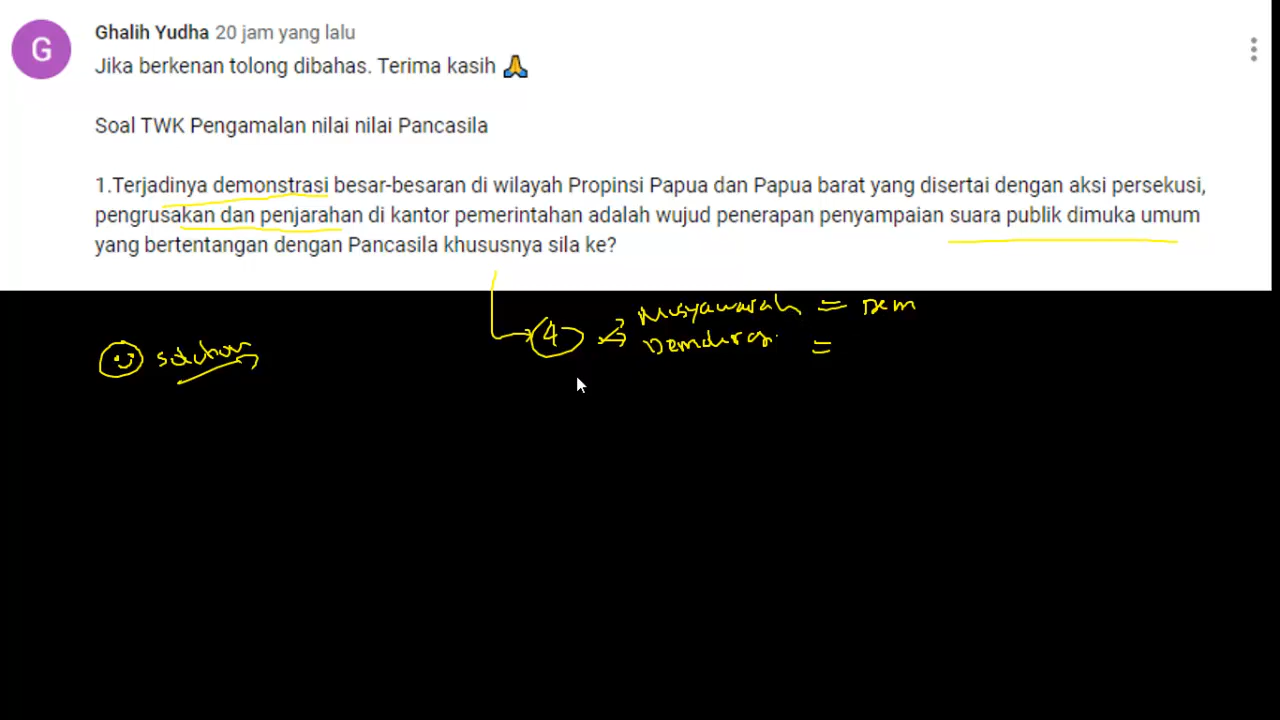 G
Ghalih Yudha 20 jam yang lalu
Jika berkenan tolong dibahas. Terima kasih 🙏
Soal TWK Pengamalan nilai nilai Pancasila
1.Terjadinya demonstrasi besar-besaran di wilayah Propinsi Papua dan Papua barat yang disertai dengan aksi persekusi,
pengrusakan dan penjarahan di kantor pemerintahan adalah wujud penerapan penyampaian suara publik dimuka umum
yang bertentangan dengan Pancasila khususnya sila ke?
4 Musyawarah = Dem
=